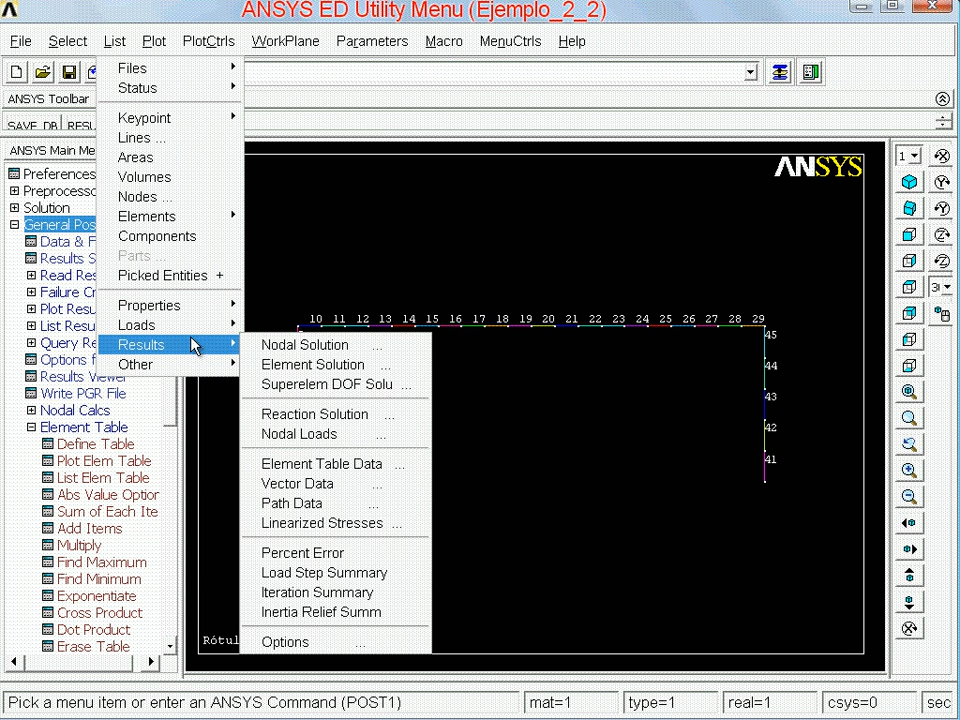 ANSYS ED Utility Menu (Ejemplo_2_2)
File Select List Plot PlotCtrls WorkPlane Parameters Macro MenuCtrls Help
ANSYS Toolbar
SAVE_DB RESU
ANSYS Main Me
Preferences
Preprocesso
Solution
General Pos
Data & F
Results S
Read Res
Failure Cr
Plot Resu
List Resu
Query Re
Options f
Results Viewer
Write PGR File
Nodal Calcs
Element Table
Define Table
Plot Elem Table
List Elem Table
Abs Value Option
Sum of Each Ite
Add Items
Multiply
Find Maximum
Find Minimum
Exponentiate
Cross Product
Dot Product
Erase Table
Files
Status
Keypoint
Lines ...
Areas
Volumes
Nodes ...
Elements
Components
Parts ...
Picked Entities +
Properties
Loads
Results
Other
Nodal Solution ...
Element Solution ...
Superelem DOF Solu ...
Reaction Solution ...
Nodal Loads ...
Element Table Data ...
Vector Data ...
Path Data ...
Linearized Stresses ...
Percent Error
Load Step Summary
Iteration Summary
Inertia Relief Summ
Options ...
ANSYS
10 11 12 13 14 15 16 17 18 19 20 21 22 23 24 25 26 27 28 29
45
44
43
42
41
Rótul
1
Pick a menu item or enter an ANSYS Command (POST1)
mat=1
type=1
real=1
csys=0
sec